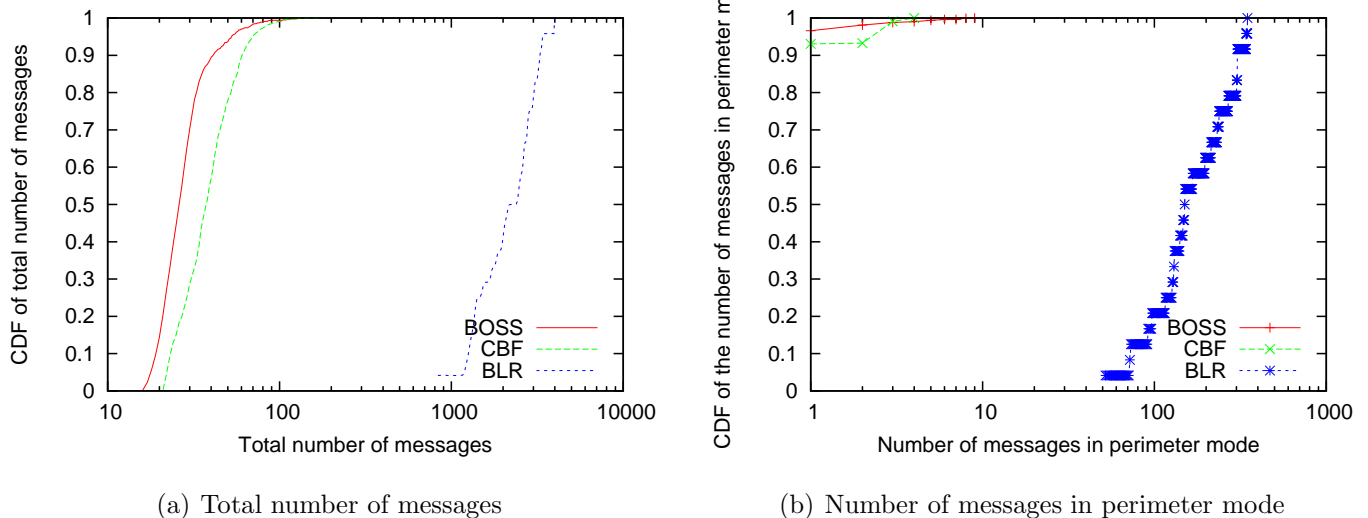 CDF of total number of messages
1
0.9
0.8
0.7
0.6
0.5
0.4
0.3
0.2
0.1
0
BOSS
CBF
BLR
10 100 1000 10000
Total number of messages
(a) Total number of messages
CDF of the number of messages in perimeter m
1
0.9
0.8
0.7
0.6
0.5
0.4
0.3
0.2
0.1
0
BOSS
CBF
BLR
1 10 100 1000
Number of messages in perimeter mode
(b) Number of messages in perimeter mode